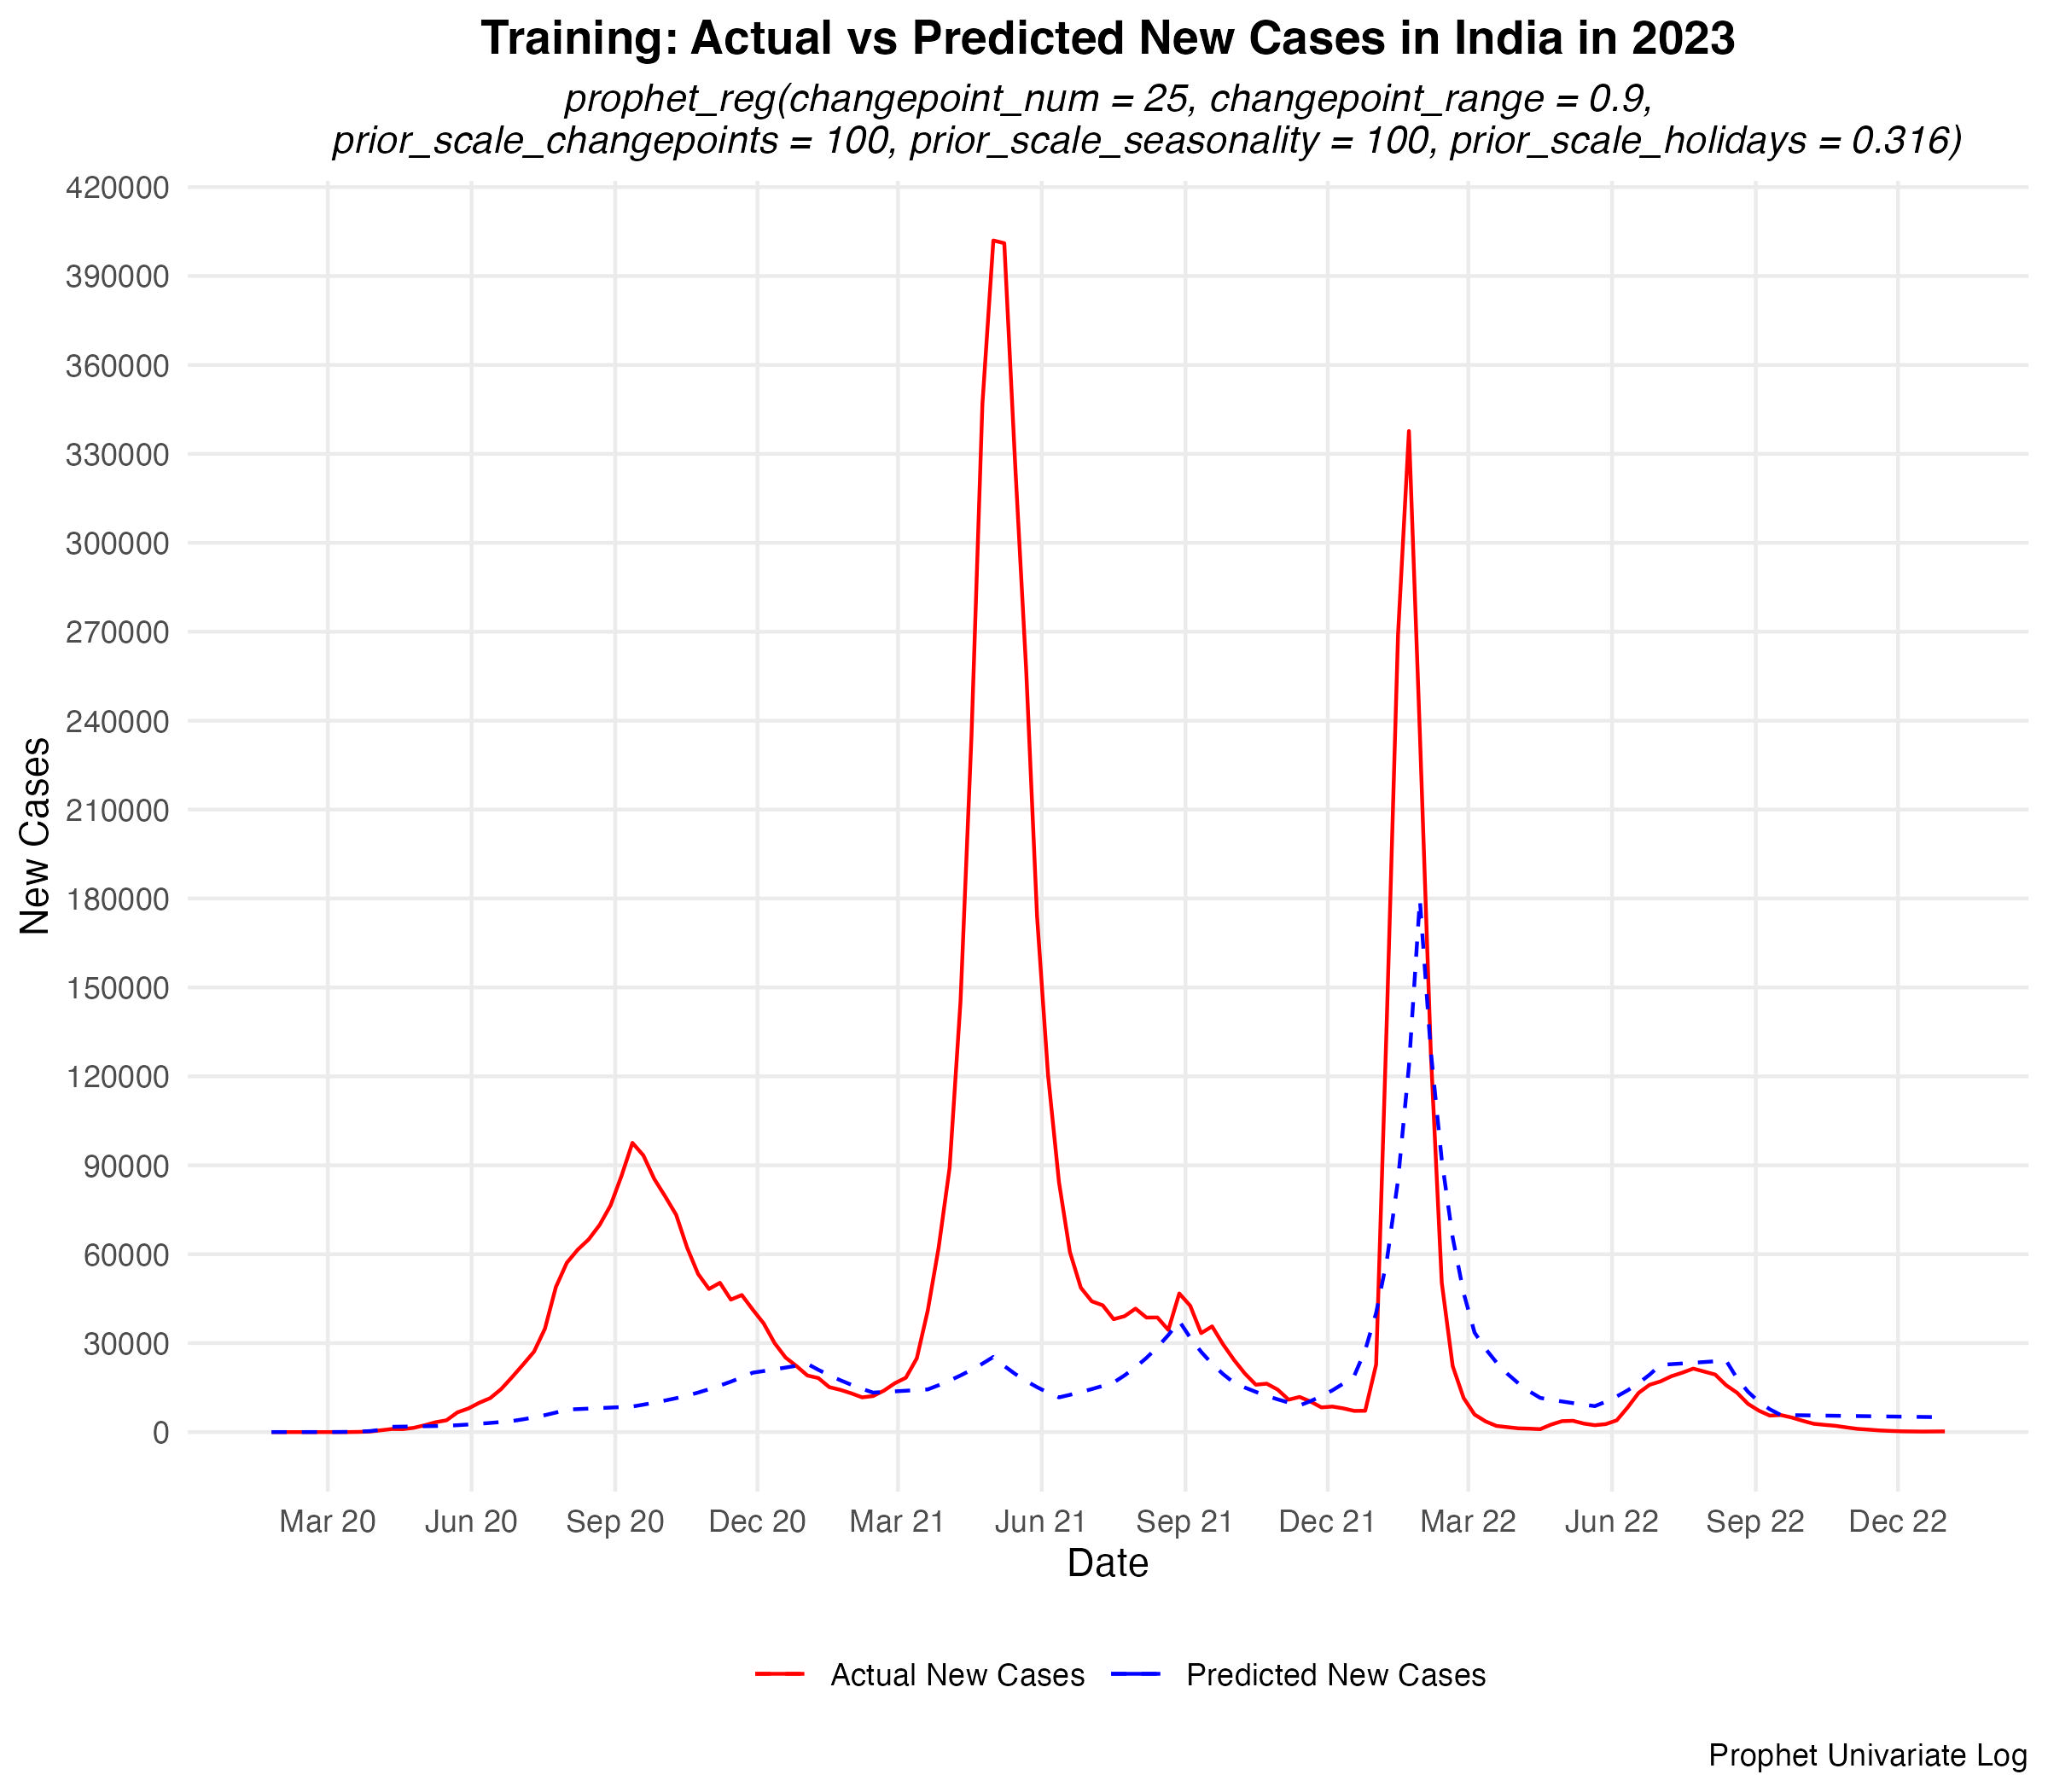 Training: Actual vs Predicted New Cases in India in 2023
prophet_reg(changepoint_num = 25, changepoint_range = 0.9,
prior_scale_changepoints = 100, prior_scale_seasonality = 100, prior_scale_holidays = 0.316)
New Cases
420000
390000
360000
330000
300000
270000
240000
210000
180000
150000
120000
90000
60000
30000
0
Mar 20 Jun 20 Sep 20 Dec 20 Mar 21 Jun 21 Sep 21 Dec 21 Mar 22 Jun 22 Sep 22 Dec 22
Date
Actual New Cases Predicted New Cases
Prophet Univariate Log